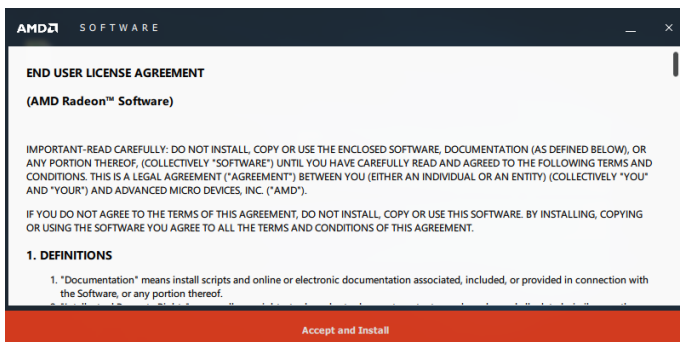 AMD SOFTWARE
END USER LICENSE AGREEMENT
(AMD Radeon™ Software)
IMPORTANT-READ CAREFULLY: DO NOT INSTALL, COPY OR USE THE ENCLOSED SOFTWARE, DOCUMENTATION (AS DEFINED BELOW), OR
ANY PORTION THEREOF, (COLLECTIVELY "SOFTWARE") UNTIL YOU HAVE CAREFULLY READ AND AGREED TO THE FOLLOWING TERMS AND
CONDITIONS. THIS IS A LEGAL AGREEMENT ("AGREEMENT") BETWEEN YOU (EITHER AN INDIVIDUAL OR AN ENTITY) (COLLECTIVELY "YOU"
AND "YOUR") AND ADVANCED MICRO DEVICES, INC. ("AMD").
IF YOU DO NOT AGREE TO THE TERMS OF THIS AGREEMENT, DO NOT INSTALL, COPY OR USE THIS SOFTWARE. BY INSTALLING, COPYING
OR USING THE SOFTWARE YOU AGREE TO ALL THE TERMS AND CONDITIONS OF THIS AGREEMENT.
1. DEFINITIONS
1. "Documentation" means install scripts and online or electronic documentation associated, included, or provided in connection with
the Software, or any portion thereof.
Accept and Install